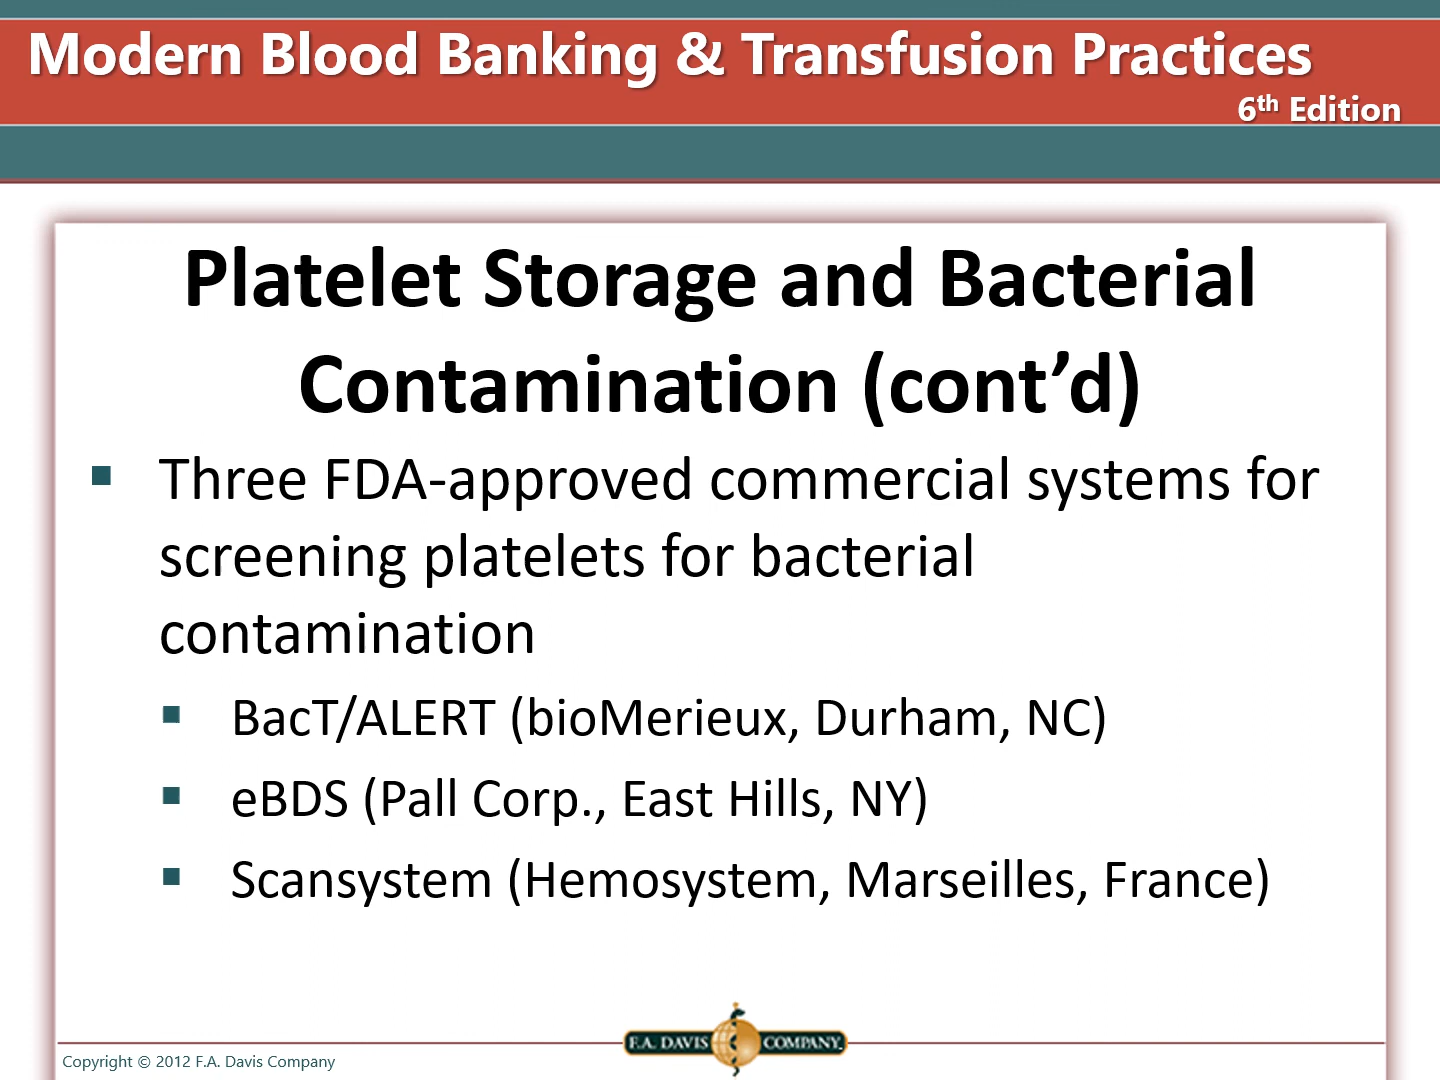 Modern Blood Banking & Transfusion Practices
6th Edition
Platelet Storage and Bacterial
Contamination (cont’d)
▪ Three FDA-approved commercial systems for
screening platelets for bacterial
contamination
▪ BacT/ALERT (bioMerieux, Durham, NC)
▪ eBDS (Pall Corp., East Hills, NY)
▪ Scansystem (Hemosystem, Marseilles, France)
F.A. DAVIS COMPANY.
Copyright © 2012 F.A. Davis Company